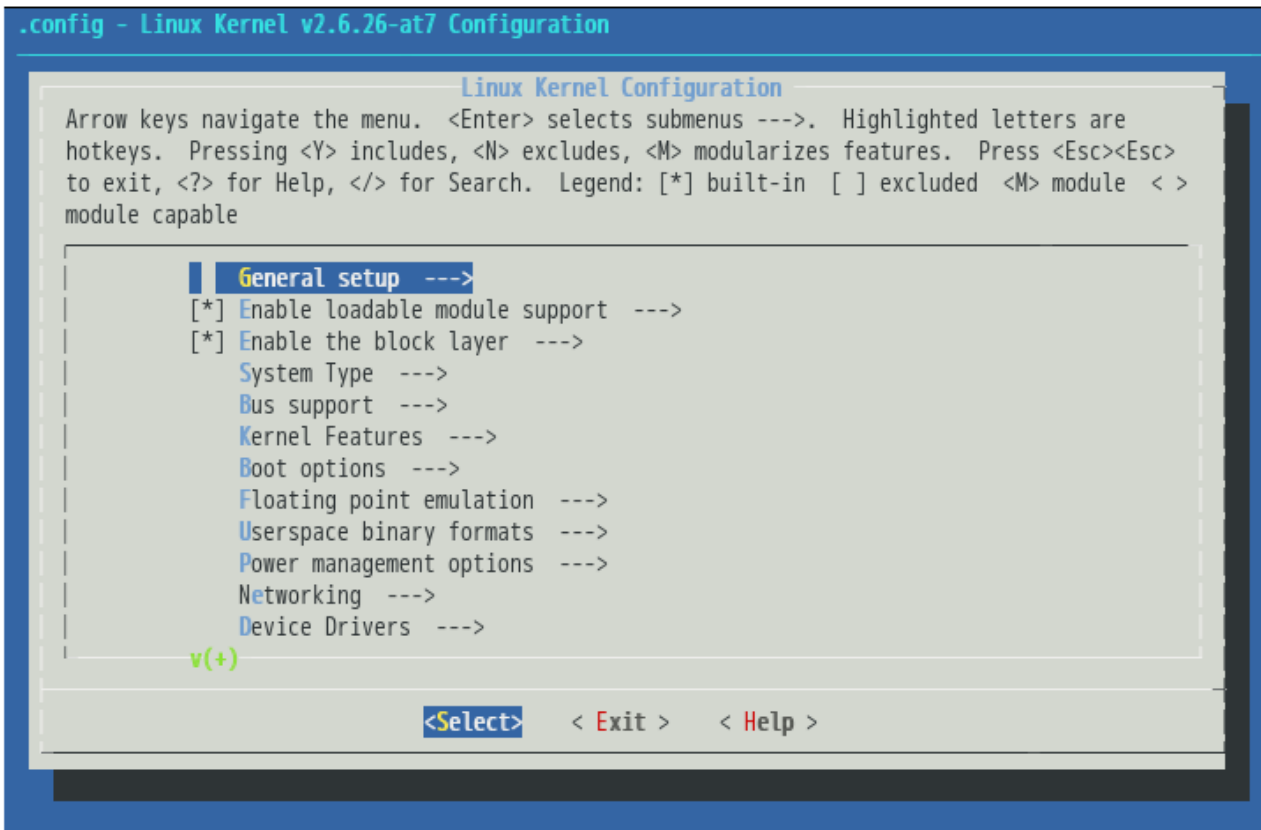 .config - Linux Kernel v2.6.26-at7 Configuration
Linux Kernel Configuration
Arrow keys navigate the menu.  <Enter> selects submenus --->.  Highlighted letters are
hotkeys.  Pressing <Y> includes, <N> excludes, <M> modularizes features.  Press <Esc><Esc>
to exit, <?> for Help, </> for Search.  Legend: [*] built-in  [ ] excluded  <M> module  < >
module capable
General setup  --->
[*] Enable loadable module support  --->
[*] Enable the block layer  --->
System Type  --->
Bus support  --->
Kernel Features  --->
Boot options  --->
Floating point emulation  --->
Userspace binary formats  --->
Power management options  --->
Networking  --->
Device Drivers  --->
v(+)
<Select>    < Exit >    < Help >